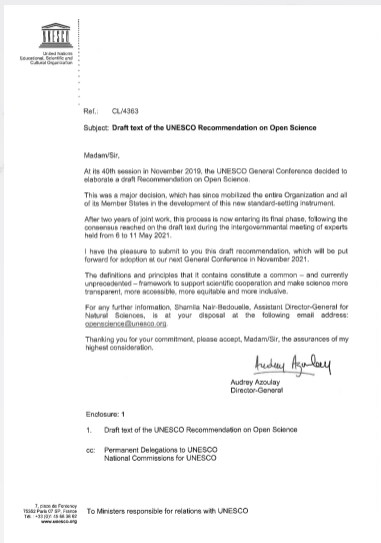 UNESCO
United Nations
Educational, Scientific and
Cultural Organization
Ref.: CL/4363
Subject: Draft text of the UNESCO Recommendation on Open Science
Madam/Sir,
At its 40th session in November 2019, the UNESCO General Conference decided to
elaborate a draft Recommendation on Open Science.
This was a major decision, which has since mobilized the entire Organization and all
of its Member States in the development of this new standard-setting instrument.
After two years of joint work, this process is now entering its final phase, following the
consensus reached on the draft text during the intergovernmental meeting of experts
held from 6 to 11 May 2021.
I have the pleasure to submit to you this draft recommendation, which will be put
forward for adoption at our next General Conference in November 2021.
The definitions and principles that it contains constitute a common – and currently
unprecedented – framework to support scientific cooperation and make science more
transparent, more accessible, more equitable and more inclusive.
For any further information, Shamila Nair-Bedouelle, Assistant Director-General for
Natural Sciences, is at your disposal at the following email address:
openscience@unesco.org.
Thanking you for your commitment, please accept, Madam/Sir, the assurances of my
highest consideration.
Audrey Azoulay
Audrey Azoulay
Director-General
Enclosure: 1
1. Draft text of the UNESCO Recommendation on Open Science
cc: Permanent Delegations to UNESCO
National Commissions for UNESCO
7, place de Fontenoy
75352 Paris 07 SP, France
www.unesco.org
To Ministers responsible for relations with UNESCO